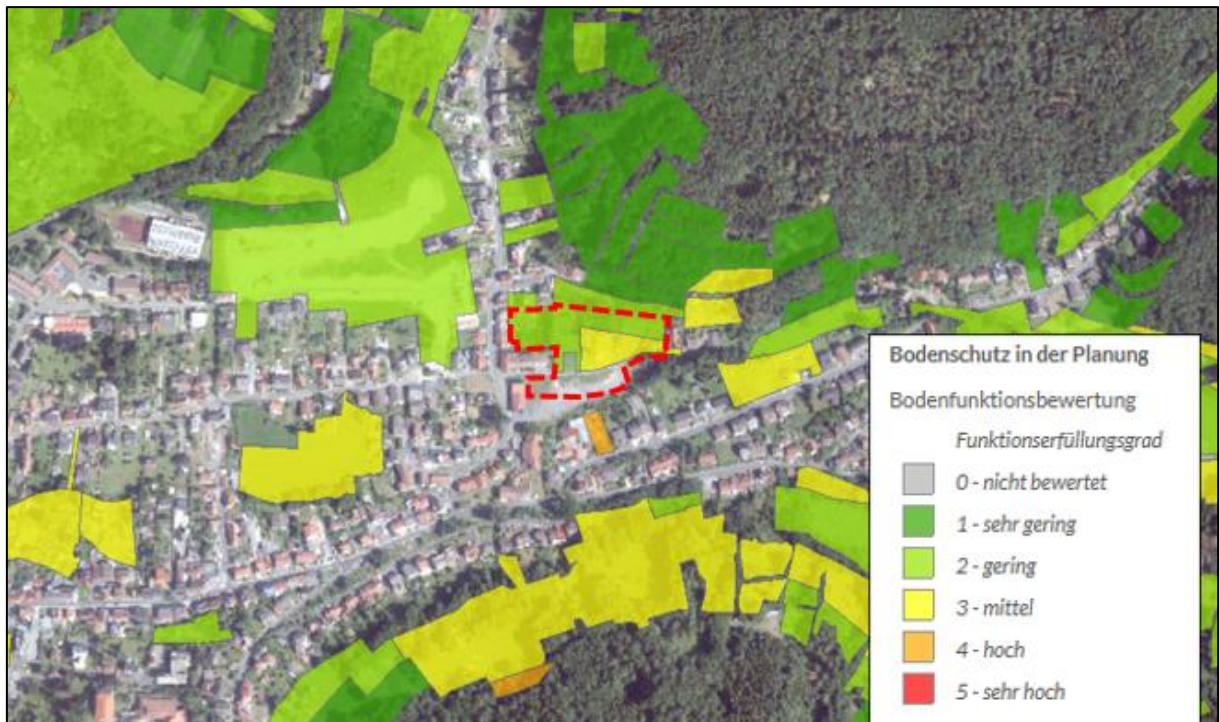 Bodenschutz in der Planung
Bodenfunktionsbewertung
Funktionserfüllungsgrad
0 - nicht bewertet
1 - sehr gering
2 - gering
3 - mittel
4 - hoch
5 - sehr hoch